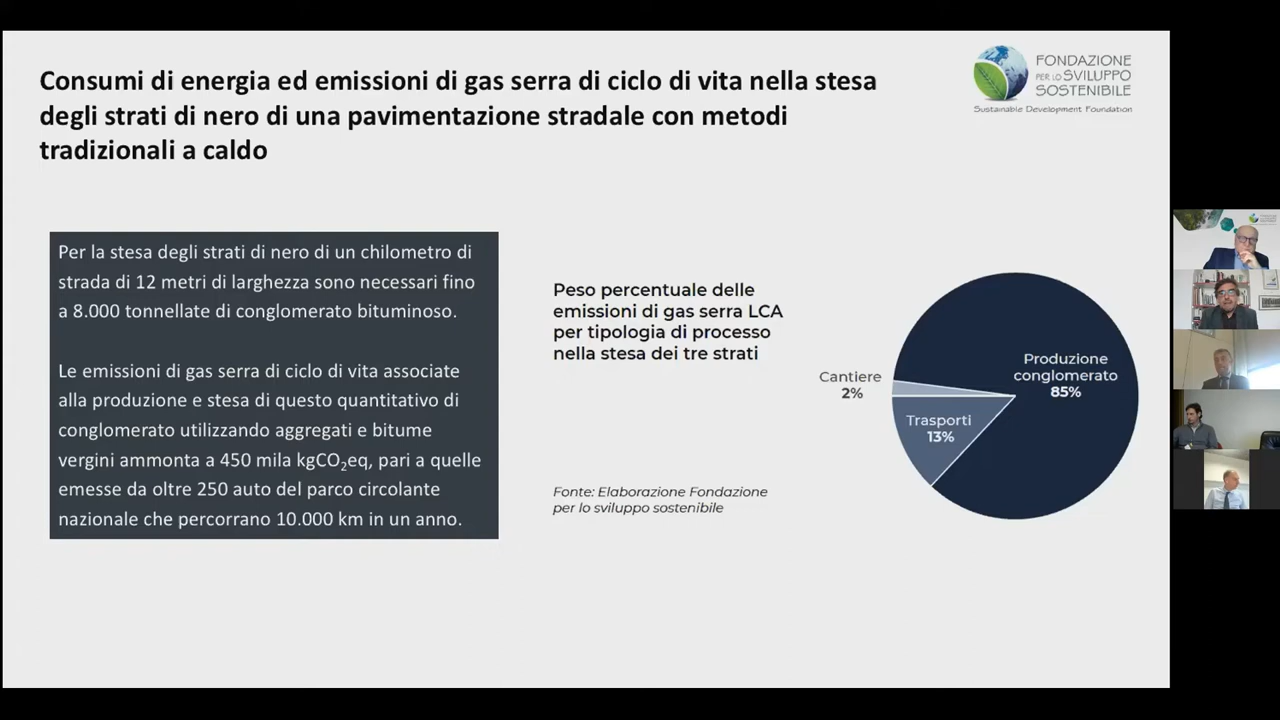 Consumi di energia ed emissioni di gas serra di ciclo di vita nella stesa
degli strati di nero di una pavimentazione stradale con metodi
tradizionali a caldo
FONDAZIONE
PER LO SVILUPPO
SOSTENIBILE
Sustainable Development Foundation
Per la stesa degli strati di nero di un chilometro di
strada di 12 metri di larghezza sono necessari fino
a 8.000 tonnellate di conglomerato bituminoso.
Le emissioni di gas serra di ciclo di vita associate
alla produzione e stesa di questo quantitativo di
conglomerato utilizzando aggregati e bitume
vergini ammonta a 450 mila kgCO₂eq, pari a quelle
emesse da oltre 250 auto del parco circolante
nazionale che percorrano 10.000 km in un anno.
Peso percentuale delle
emissioni di gas serra LCA
per tipologia di processo
nella stesa dei tre strati
Fonte: Elaborazione Fondazione
per lo sviluppo sostenibile
Cantiere
2%
Trasporti
13%
Produzione
conglomerato
85%